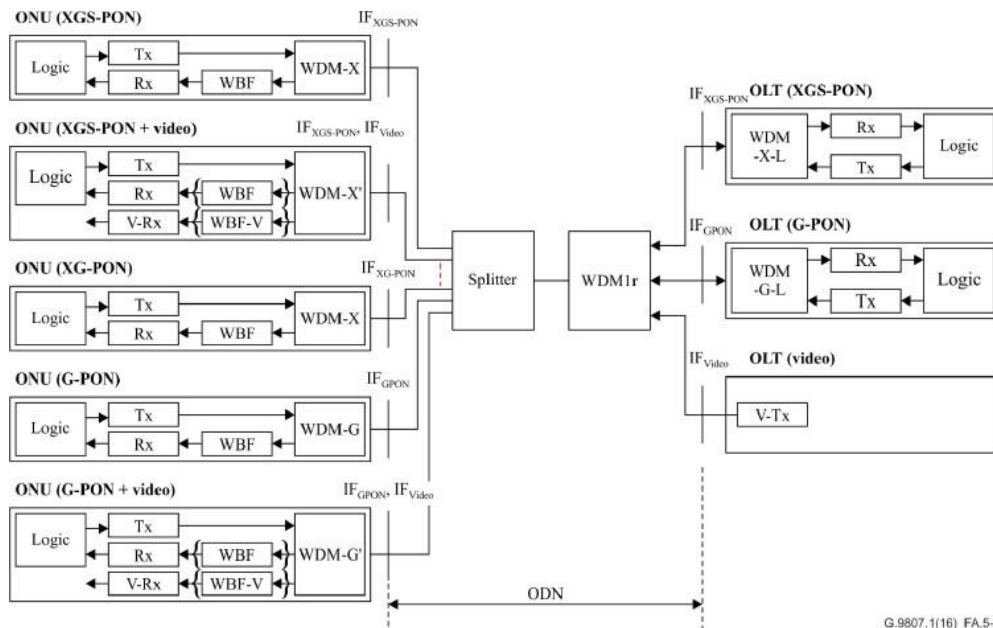 ONU (XGS-PON)
IFXGS-PON
Logic
Tx
Rx
WBF
WDM-X
ONU (XGS-PON + video)
IFXGS-PON, IFVideo
Logic
Tx
Rx
WBF
V-Rx
WBF-V
WDM-X'
ONU (XG-PON)
IFXG-PON
Logic
Tx
Rx
WBF
WDM-X
ONU (G-PON)
IFGPON
Logic
Tx
Rx
WBF
WDM-G
ONU (G-PON + video)
IFGPON, IFVideo
Logic
Tx
Rx
WBF
V-Rx
WBF-V
WDM-G'
Splitter
WDM1r
ODN
IFXGS-PON
OLT (XGS-PON)
WDM
-X-L
Rx
Tx
Logic
IFGPON
OLT (G-PON)
WDM
-G-L
Rx
Tx
Logic
IFVideo
OLT (video)
V-Tx
G.9807.1(16)_FA.5-